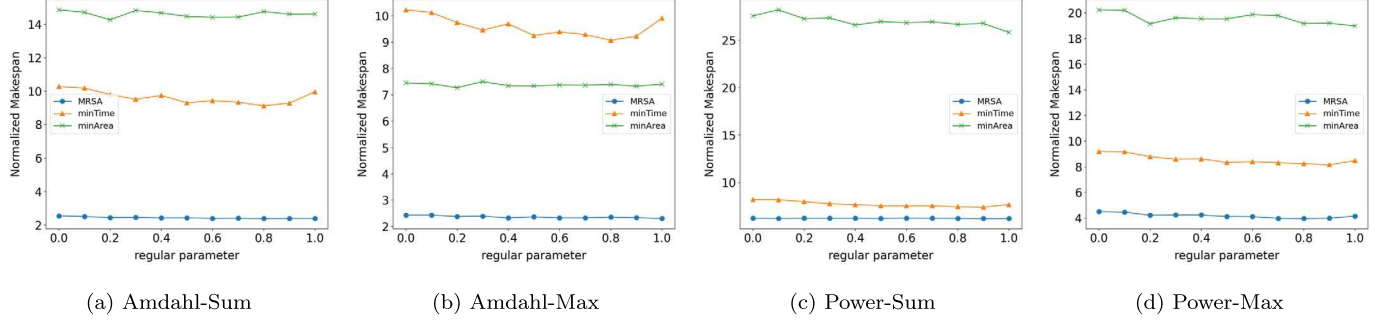 Normalized Makespan
14
12
10
8
6
4
2
MRSA
minTime
minArea
0.0 0.2 0.4 0.6 0.8 1.0
regular parameter
(a) Amdahl-Sum
Normalized Makespan
10
9
8
7
6
5
4
3
2
MRSA
minTime
minArea
0.0 0.2 0.4 0.6 0.8 1.0
regular parameter
(b) Amdahl-Max
Normalized Makespan
25
20
15
10
MRSA
minTime
minArea
0.0 0.2 0.4 0.6 0.8 1.0
regular parameter
(c) Power-Sum
Normalized Makespan
20
18
16
14
12
10
8
6
4
MRSA
minTime
minArea
0.0 0.2 0.4 0.6 0.8 1.0
regular parameter
(d) Power-Max